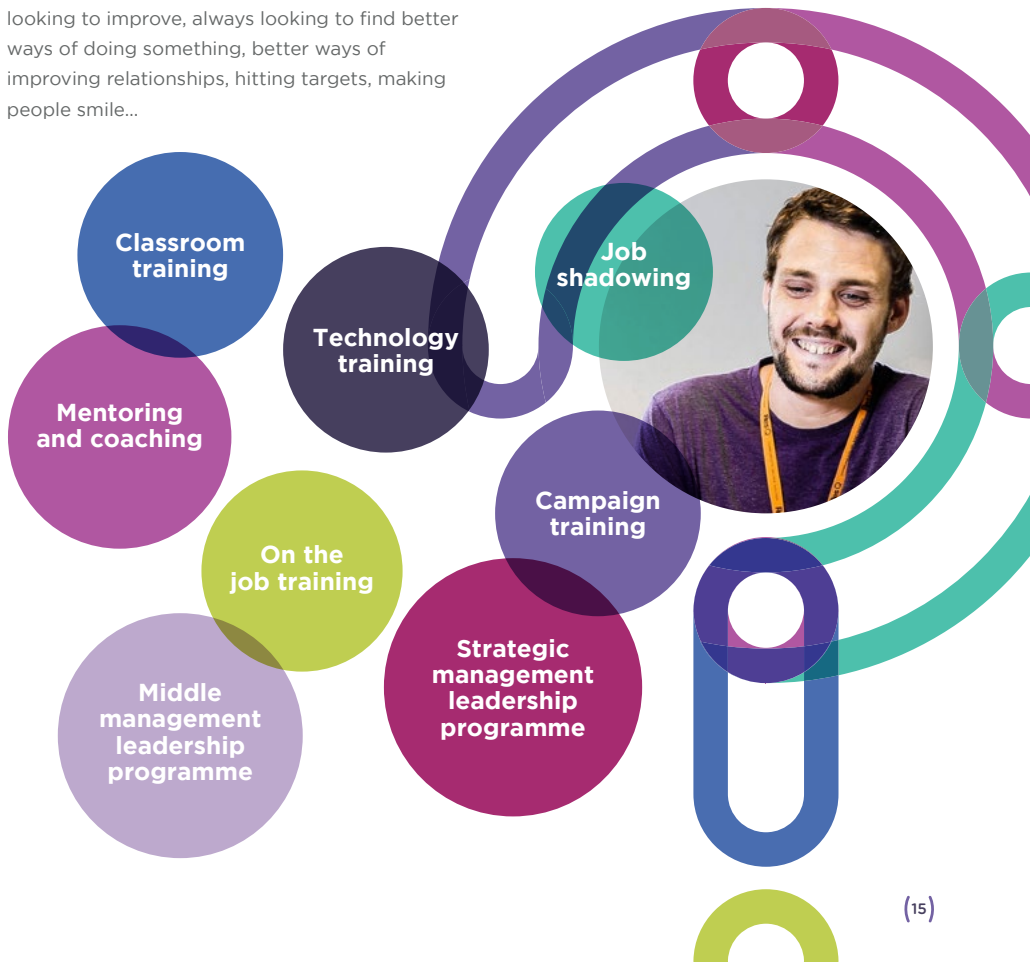 looking to improve, always looking to find better
ways of doing something, better ways of
improving relationships, hitting targets, making
people smile...
Classroom
training
Job
shadowing
Technology
training
Mentoring
and coaching
Campaign
training
On the
job training
Strategic
management
leadership
programme
Middle
management
leadership
programme
(15)